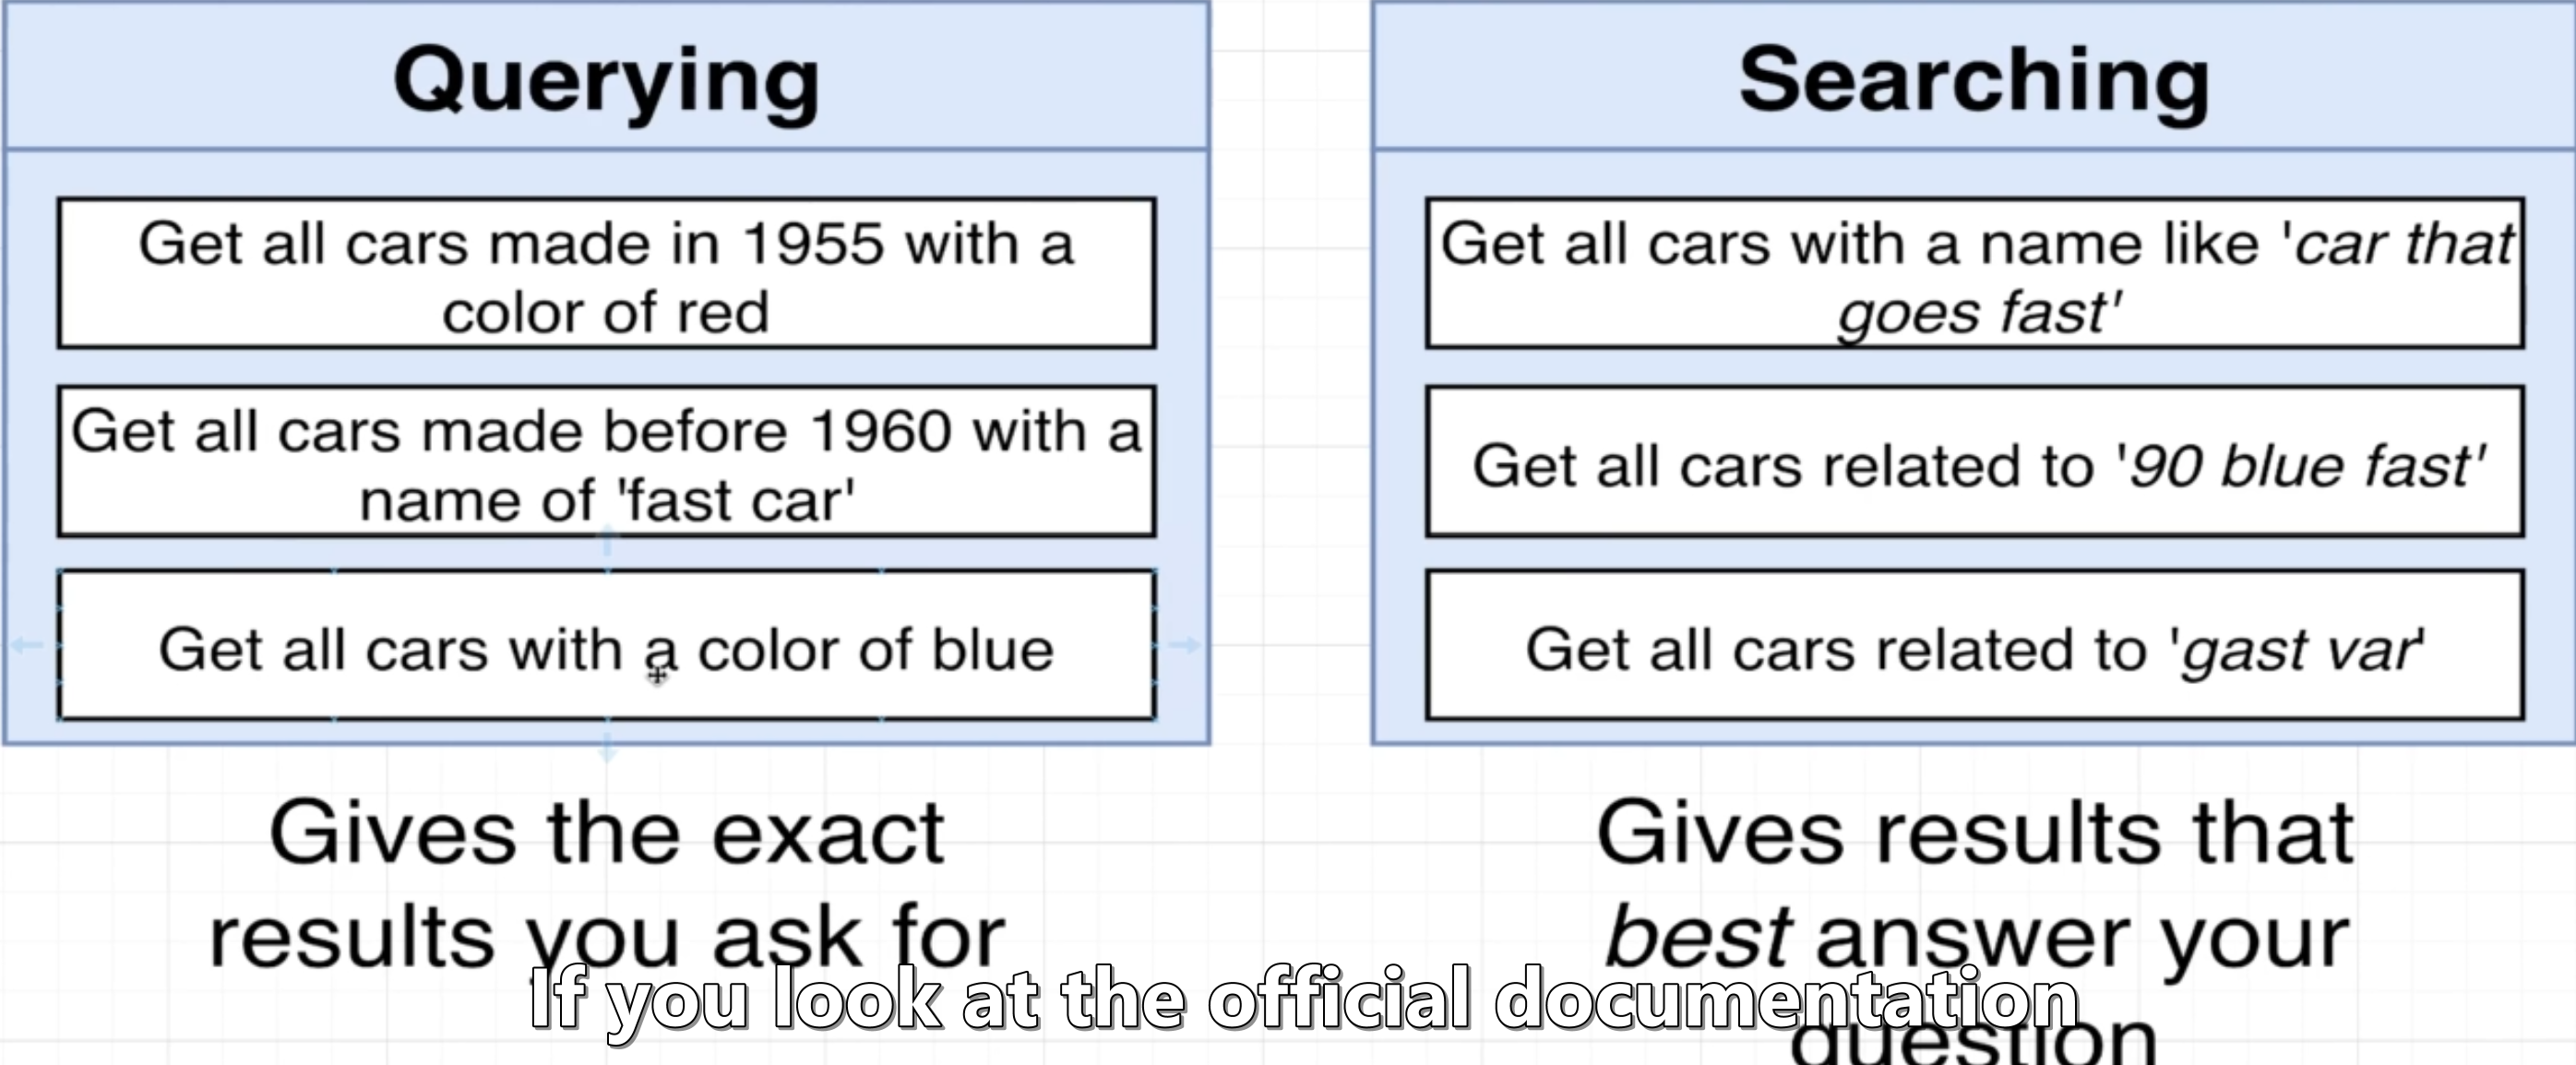 Querying
Get all cars made in 1955 with a
color of red
Get all cars made before 1960 with a
name of 'fast car'
Get all cars with a color of blue
Gives the exact
results you ask for
Searching
Get all cars with a name like 'car that
goes fast'
Get all cars related to '90 blue fast'
Get all cars related to 'gast var'
Gives results that
best answer your
question
If you look at the official documentation